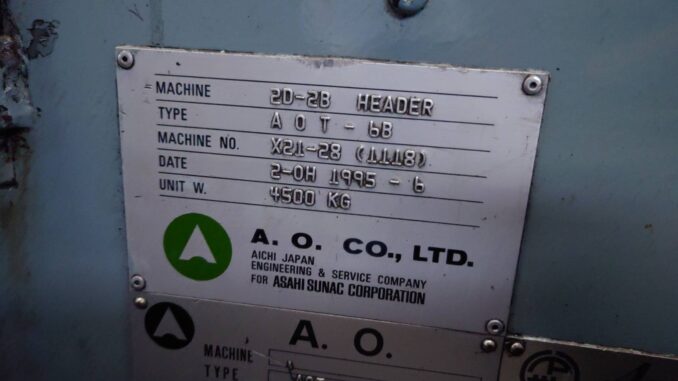 MACHINE 2D-2B HEADER
TYPE A O T - 6B
MACHINE NO. X21-28 (1118)
DATE 2-OH 1995 - 6
UNIT W. 4500 KG
A. O. CO., LTD.
AICHI JAPAN
ENGINEERING & SERVICE COMPANY
FOR ASAHI SUNAC CORPORATION
A. O.
MACHINE
TYPE